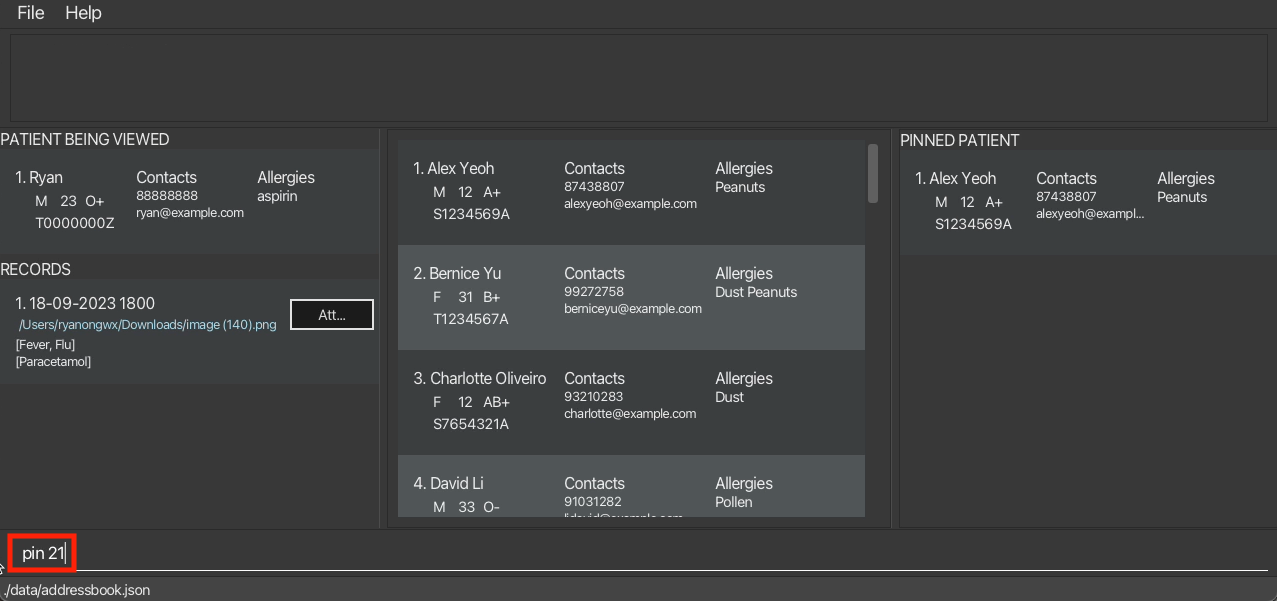 File Help
PATIENT BEING VIEWED
1. Ryan
M 23 O+
T0000000Z
Contacts
88888888
ryan@example.com
Allergies
aspirin
RECORDS
1. 18-09-2023 1800
/Users/ryanongwx/Downloads/image (140).png
[Fever, Flu]
[Paracetamol]
Att...
1. Alex Yeoh
M 12 A+
S1234569A
Contacts
87438807
alexyeoh@example.com
Allergies
Peanuts
2. Bernice Yu
F 31 B+
T1234567A
Contacts
99272758
berniceyu@example.com
Allergies
Dust Peanuts
3. Charlotte Oliveiro
F 12 AB+
S7654321A
Contacts
93210283
charlotte@example.com
Allergies
Dust
4. David Li
M 33 O-
Contacts
91031282
lidavid@example.com
Allergies
Pollen
PINNED PATIENT
1. Alex Yeoh
M 12 A+
S1234569A
Contacts
87438807
alexyeoh@exampl...
Allergies
Peanuts
pin 21
./data/addressbook.json